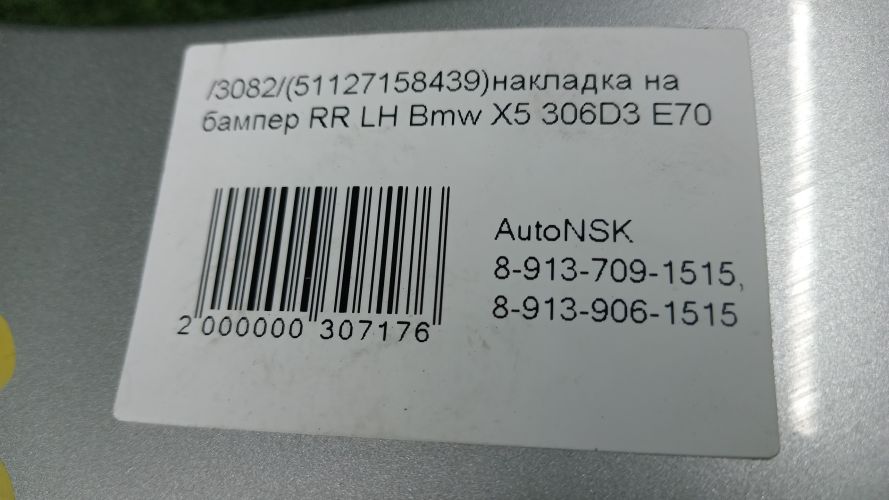 /3082/(51127158439)накладка на
бампер RR LH Bmw X5 306D3 E70
AutoNSK
8-913-709-1515,
8-913-906-1515
2 000000 307176